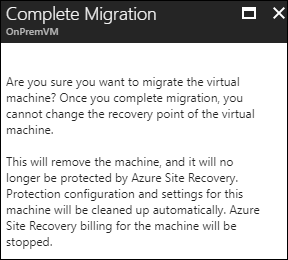 Complete Migration
OnPremVM
Are you sure you want to migrate the virtual
machine? Once you complete migration, you
cannot change the recovery point of the virtual
machine.
This will remove the machine, and it will no
longer be protected by Azure Site Recovery.
Protection configuration and settings for this
machine will be cleaned up automatically. Azure
Site Recovery billing for the machine will be
stopped.